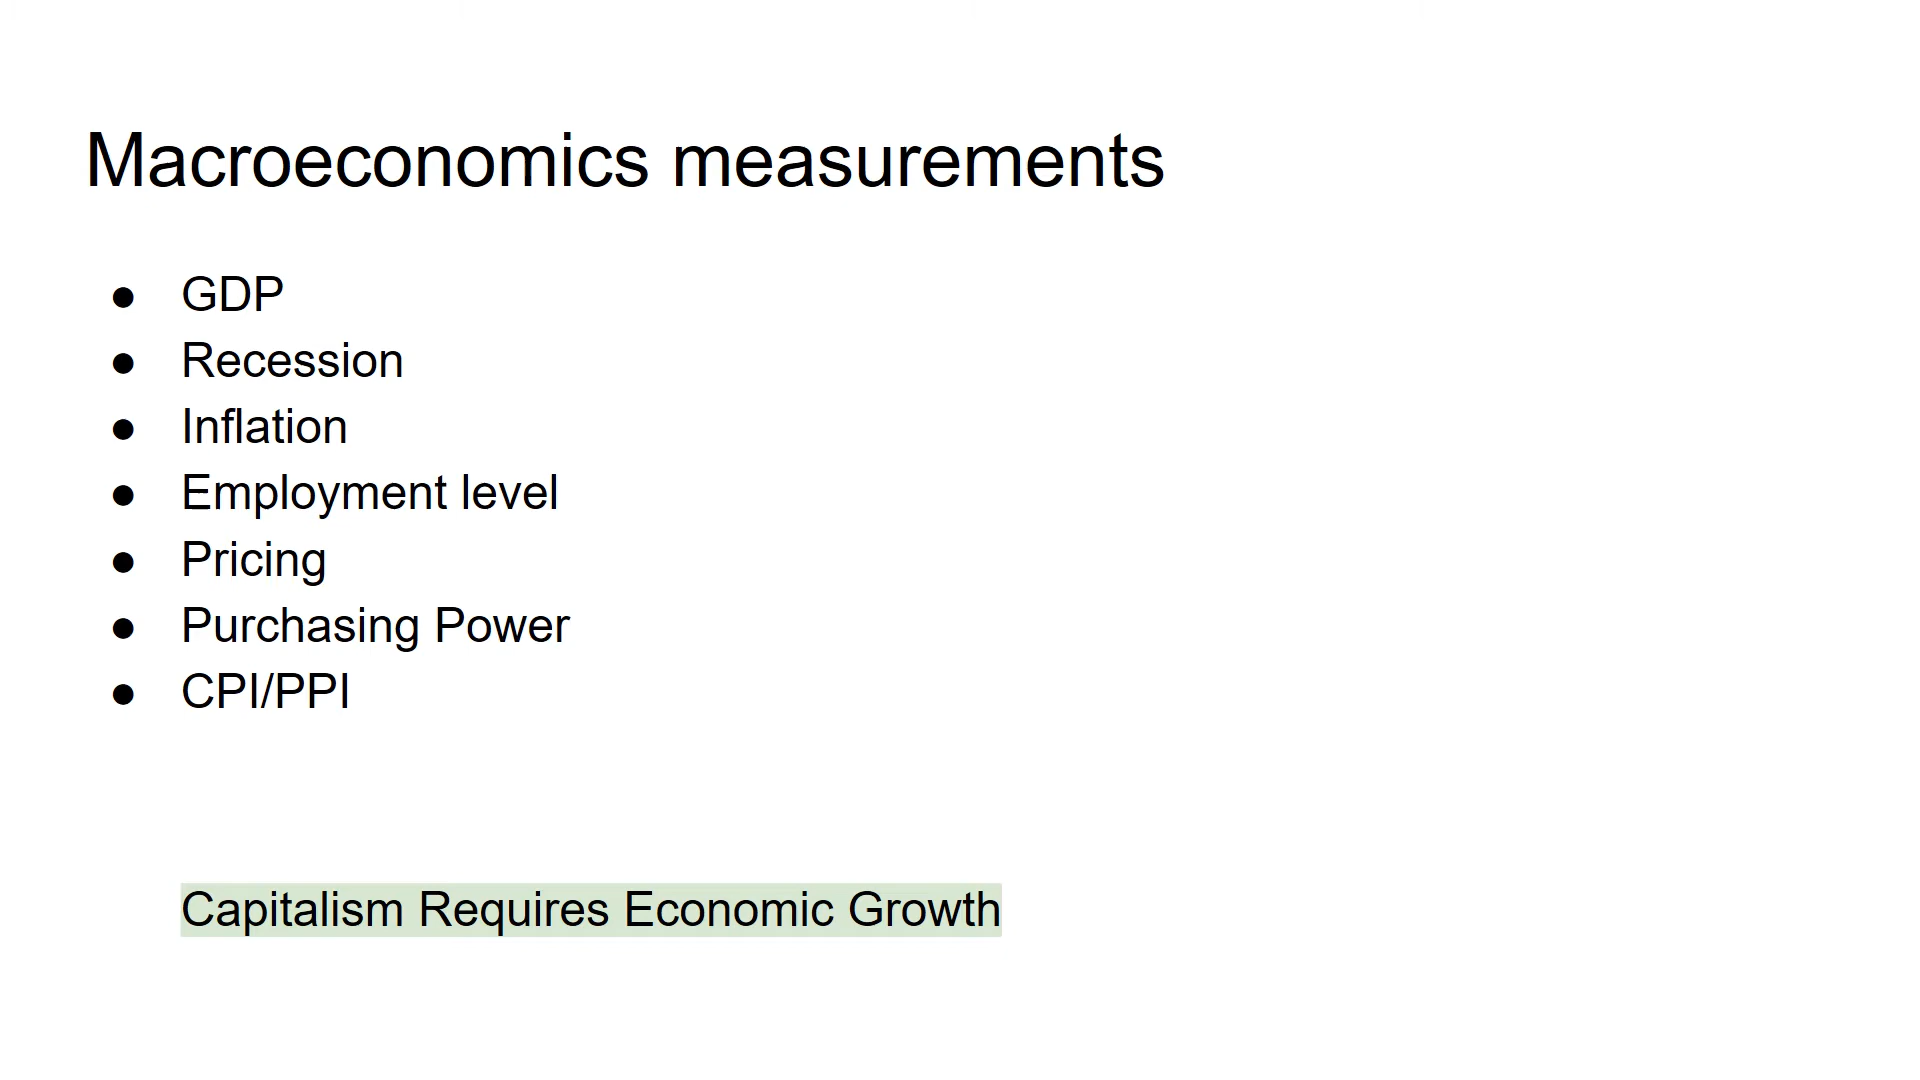 Macroeconomics measurements
● GDP
● Recession
● Inflation
● Employment level
● Pricing
● Purchasing Power
● CPI/PPI
Capitalism Requires Economic Growth